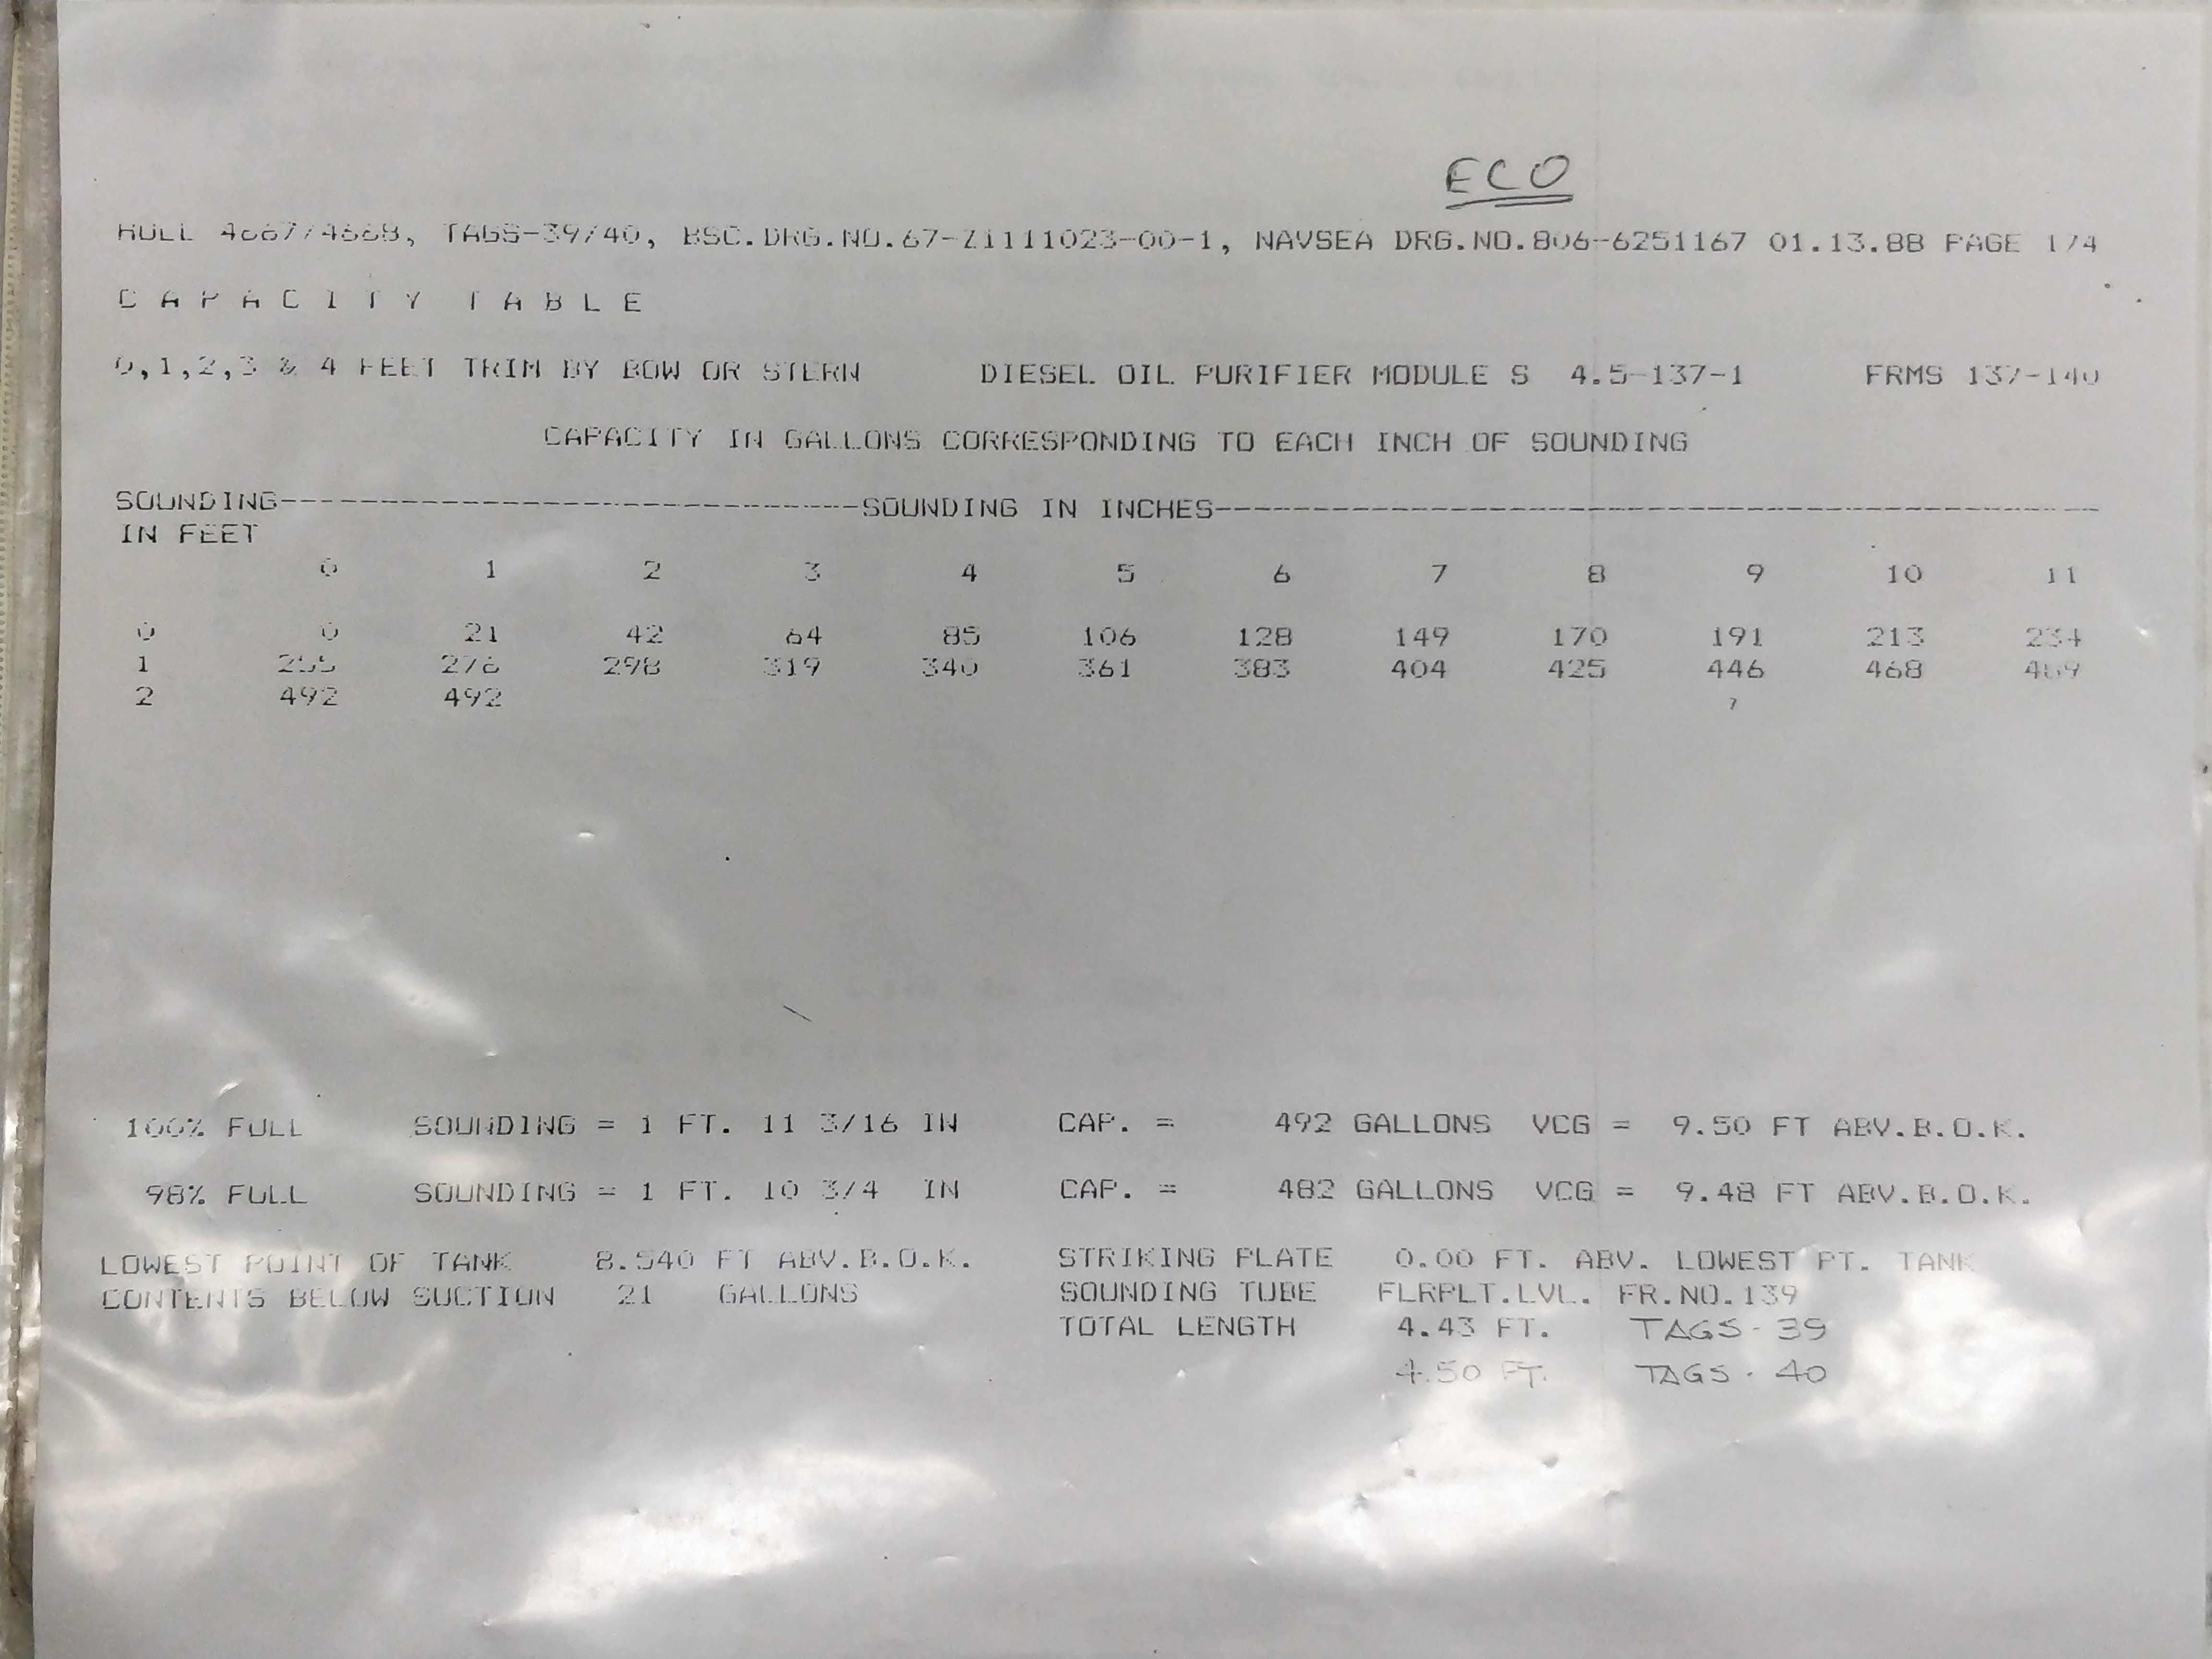 ECO
HULL 4667/4668, TAGS-39/40, BSC.DRG.NO.67-Z1111023-00-1, NAVSEA DRG.NO.806-6251167 01.13.88 PAGE 174
C A P A C I T Y T A B L E
0,1,2,3 & 4 FEET TRIM BY BOW OR STERN DIESEL OIL PURIFIER MODULE S 4.5-137-1 FRMS 137-140
CAPACITY IN GALLONS CORRESPONDING TO EACH INCH OF SOUNDING
SOUNDING-----------------------------------SOUNDING IN INCHES------------------------------------------------
IN FEET
0 1 2 3 4 5 6 7 8 9 10 11
0 0 21 42 64 85 106 128 149 170 191 213 234
1 255 276 298 319 340 361 383 404 425 446 468 489
2 492 492
100% FULL SOUNDING = 1 FT. 11 3/16 IN CAP. = 492 GALLONS VCG = 9.50 FT ABV.B.O.K.
98% FULL SOUNDING = 1 FT. 10 3/4 IN CAP. = 482 GALLONS VCG = 9.48 FT ABV.B.O.K.
LOWEST POINT OF TANK 8.540 FT ABV.B.O.K. STRIKING PLATE 0.00 FT. ABV. LOWEST PT. TANK
CONTENTS BELOW SUCTION 21 GALLONS SOUNDING TUBE FLRPLT.LVL. FR.NO.139
TOTAL LENGTH 4.43 FT. TAGS-39
4.50 FT. TAGS-40